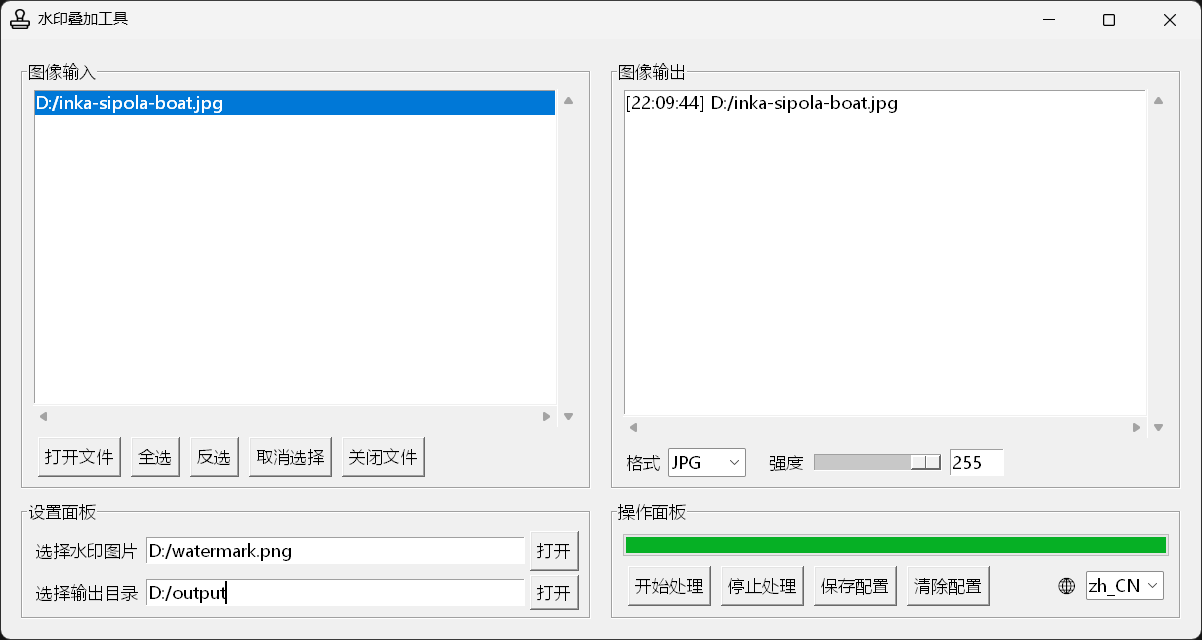 水印叠加工具
图像输入
D:/inka-sipola-boat.jpg
打开文件 全选 反选 取消选择 关闭文件
图像输出
[22:09:44] D:/inka-sipola-boat.jpg
格式 JPG 强度 255
设置面板
选择水印图片 D:/watermark.png 打开
选择输出目录 D:/output 打开
操作面板
开始处理 停止处理 保存配置 清除配置 zh_CN